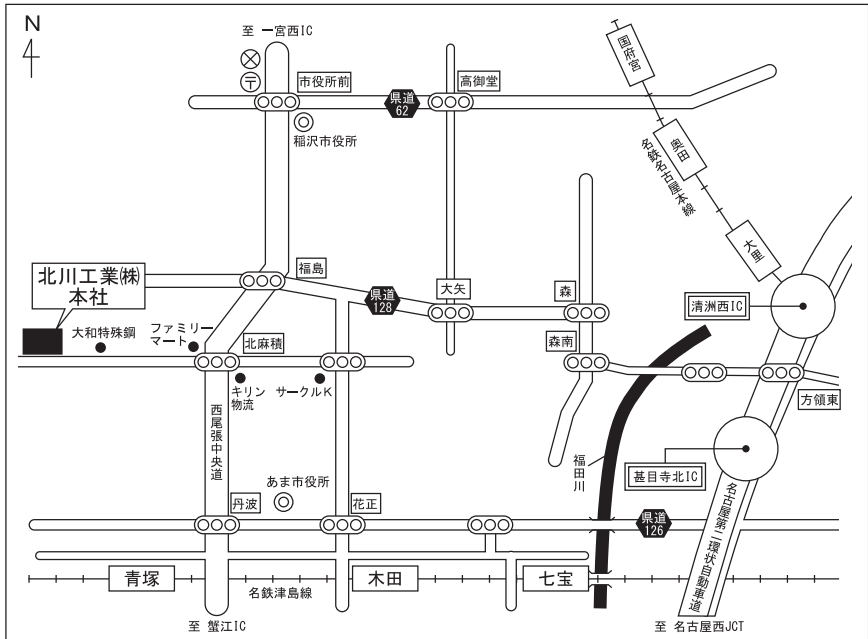 N
至 一宮西IC
国府宮
市役所前
高御堂
県道
62
稲沢市役所
奥田
名鉄名古屋本線
大里
北川工業㈱
本社
福島
県道
128
大矢
森
清洲西IC
大和特殊鋼
ファミリー
マート
北麻積
森南
キリン
物流
サークルK
方領東
西尾張中央道
福田川
甚目寺北IC
あま市役所
丹波
花正
県道
126
名古屋第二環状自動車道
青塚
名鉄津島線
木田
七宝
至 蟹江IC
至 名古屋西JCT